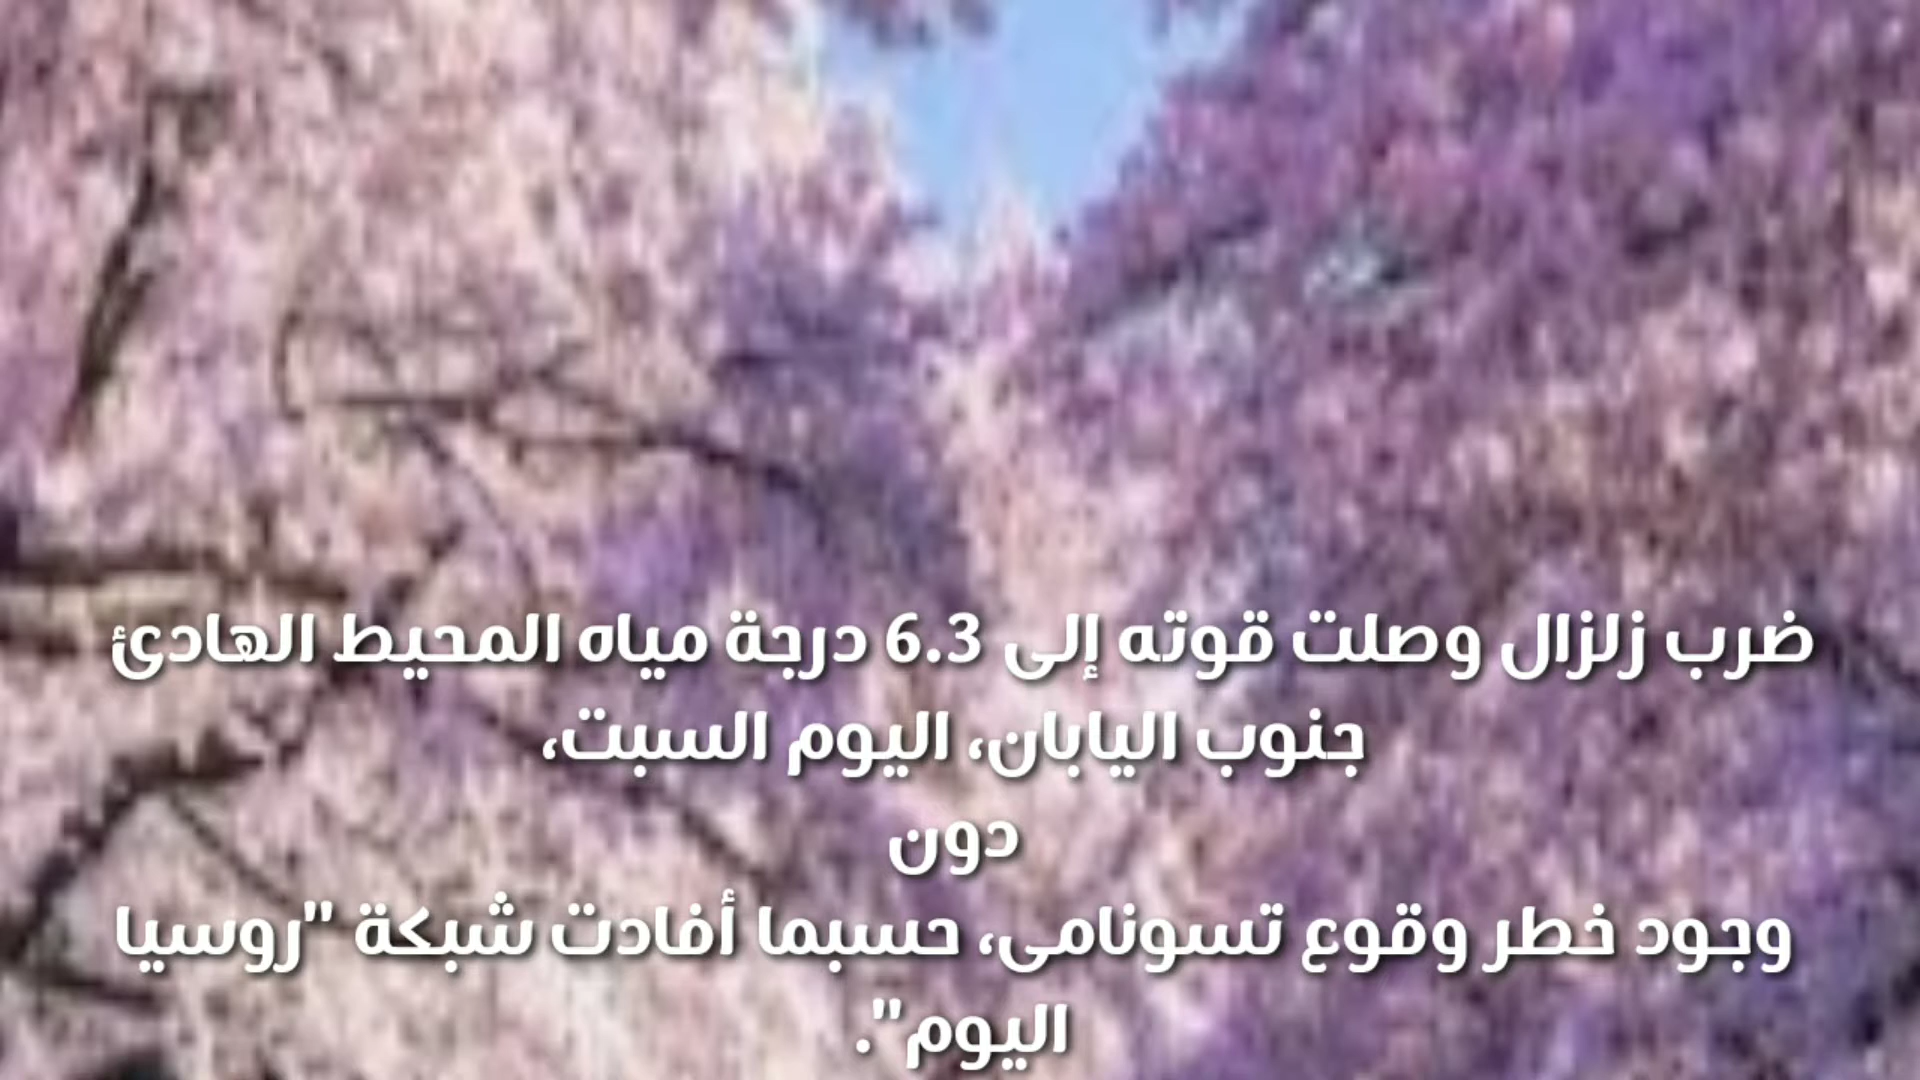 ضرب زلزال وصلت قوته إلى 6.3 درجة مياه المحيط الهادئ
جنوب اليابان، اليوم السبت،
دون
وجود خطر وقوع تسونامى، حسبما أفادت شبكة "روسيا
اليوم".